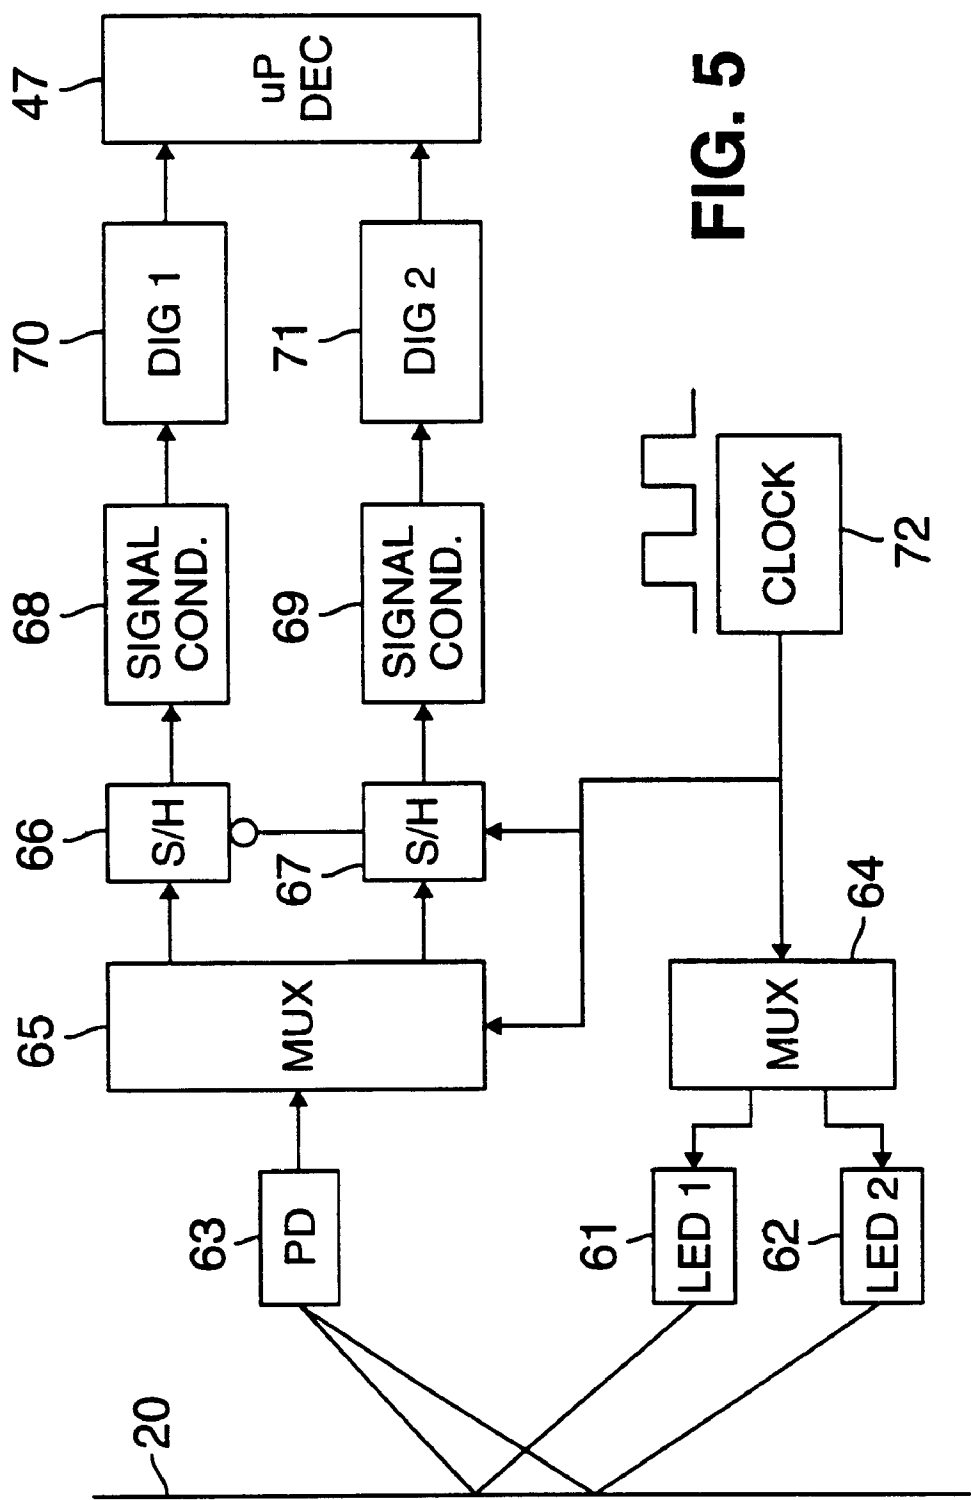 20
63
PD
65
MUX
66
S/H
67
S/H
68
SIGNAL
COND.
69
SIGNAL
COND.
70
DIG 1
71
DIG 2
47
uP
DEC
61
LED 1
62
LED 2
MUX
64
CLOCK
72
FIG. 5